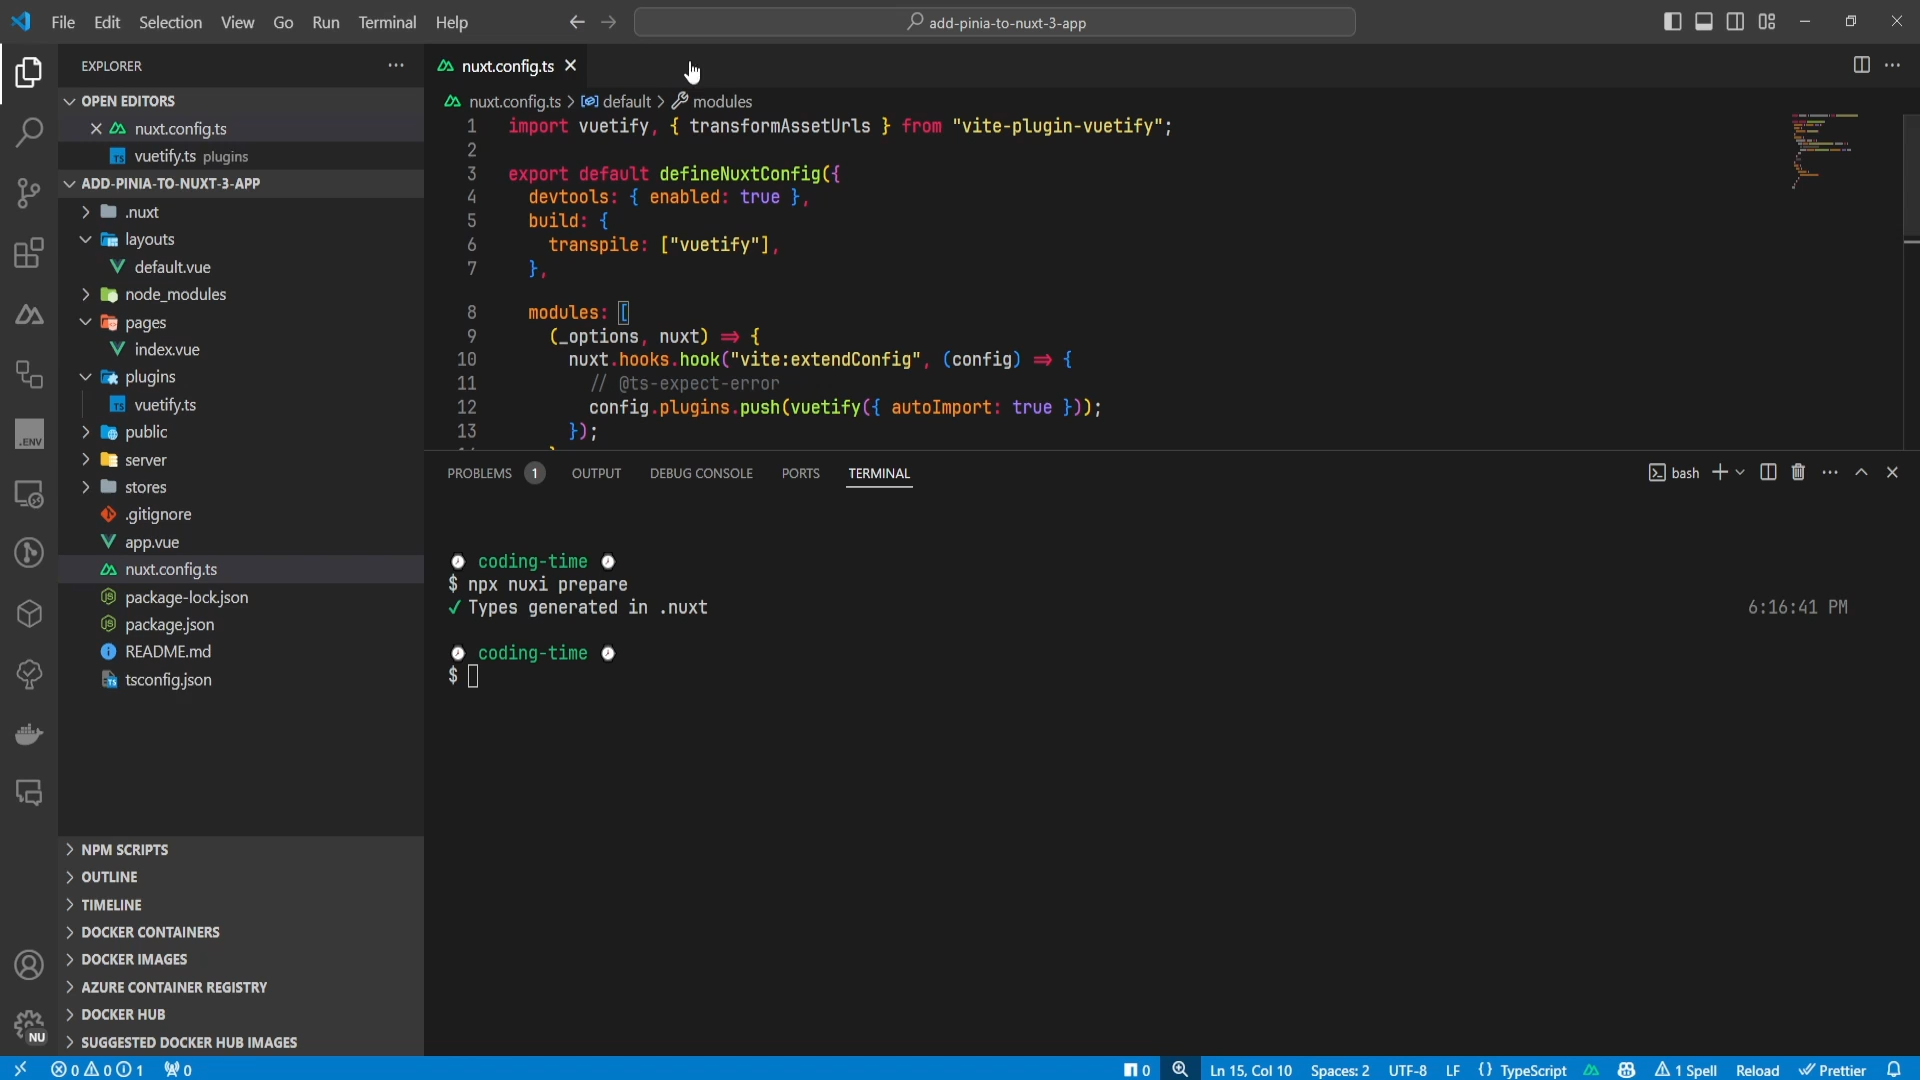 File Edit Selection View Go Run Terminal Help
add-pinia-to-nuxt-3-app
EXPLORER
OPEN EDITORS
nuxt.config.ts
vuetify.ts plugins
ADD-PINIA-TO-NUXT-3-APP
.nuxt
layouts
default.vue
node_modules
pages
index.vue
plugins
vuetify.ts
public
server
stores
.gitignore
app.vue
nuxt.config.ts
package-lock.json
package.json
README.md
tsconfig.json
NPM SCRIPTS
OUTLINE
TIMELINE
DOCKER CONTAINERS
DOCKER IMAGES
AZURE CONTAINER REGISTRY
DOCKER HUB
SUGGESTED DOCKER HUB IMAGES
.ENV
NU
nuxt.config.ts
nuxt.config.ts > default > modules
1 import vuetify, { transformAssetUrls } from "vite-plugin-vuetify";
2
3 export default defineNuxtConfig({
4 devtools: { enabled: true },
5 build: {
6 transpile: ["vuetify"],
7 },
8 modules: [
9 (_options, nuxt) => {
10 nuxt.hooks.hook("vite:extendConfig", (config) => {
11 // @ts-expect-error
12 config.plugins.push(vuetify({ autoImport: true }));
13 });
PROBLEMS 1 OUTPUT DEBUG CONSOLE PORTS TERMINAL bash
coding-time
$ npx nuxi prepare
✓ Types generated in .nuxt 6:16:41 PM
coding-time
$
0 0 1 0 0 Ln 15, Col 10 Spaces: 2 UTF-8 LF {} TypeScript 1 Spell Reload Prettier